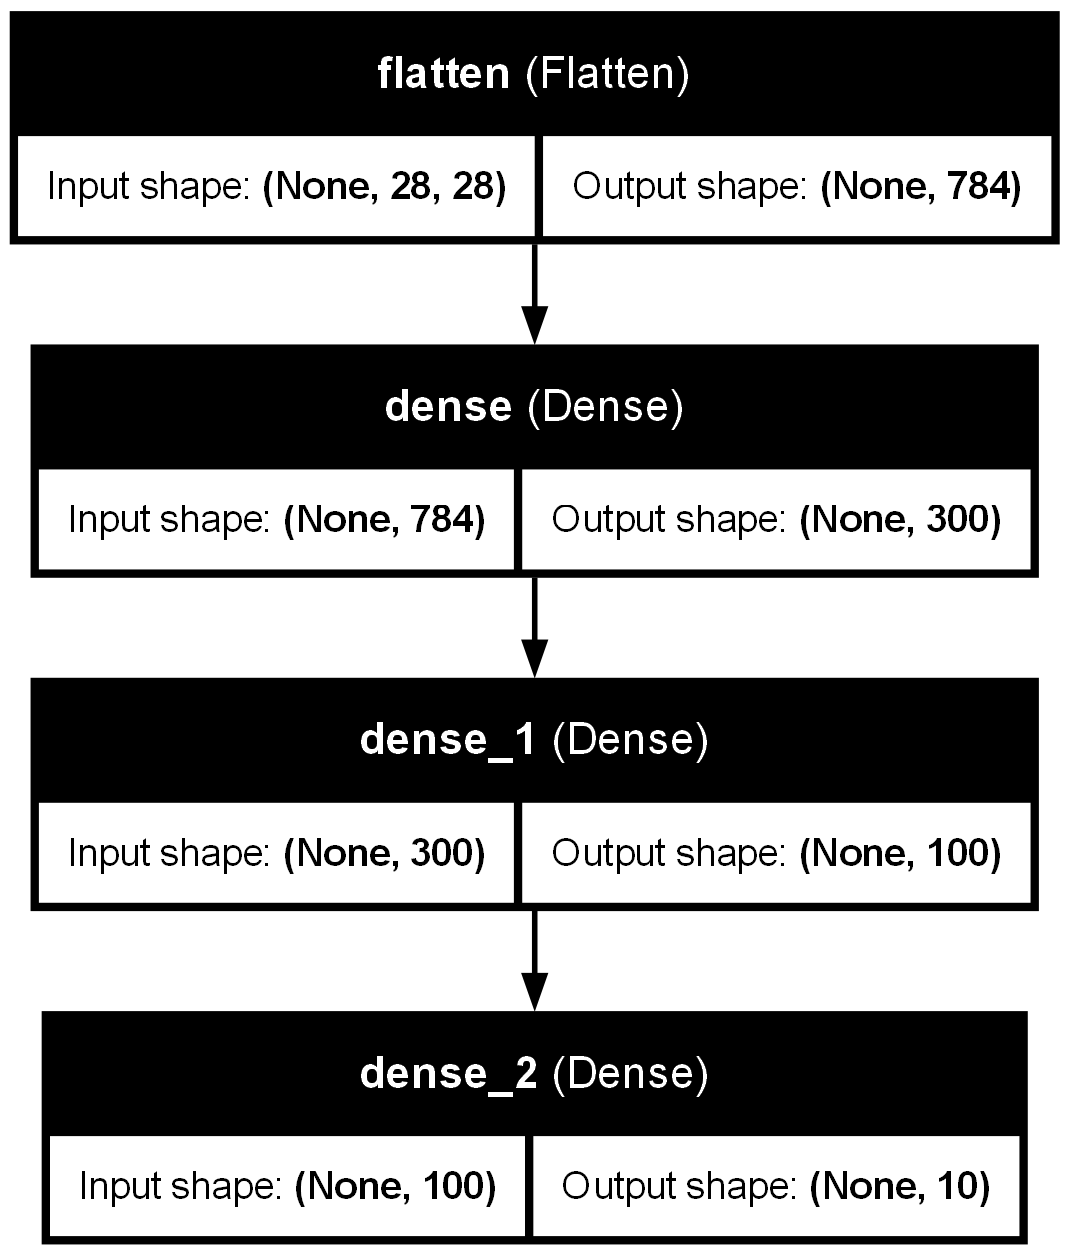 flatten (Flatten)
Input shape: (None, 28, 28) Output shape: (None, 784)
dense (Dense)
Input shape: (None, 784) Output shape: (None, 300)
dense_1 (Dense)
Input shape: (None, 300) Output shape: (None, 100)
dense_2 (Dense)
Input shape: (None, 100) Output shape: (None, 10)